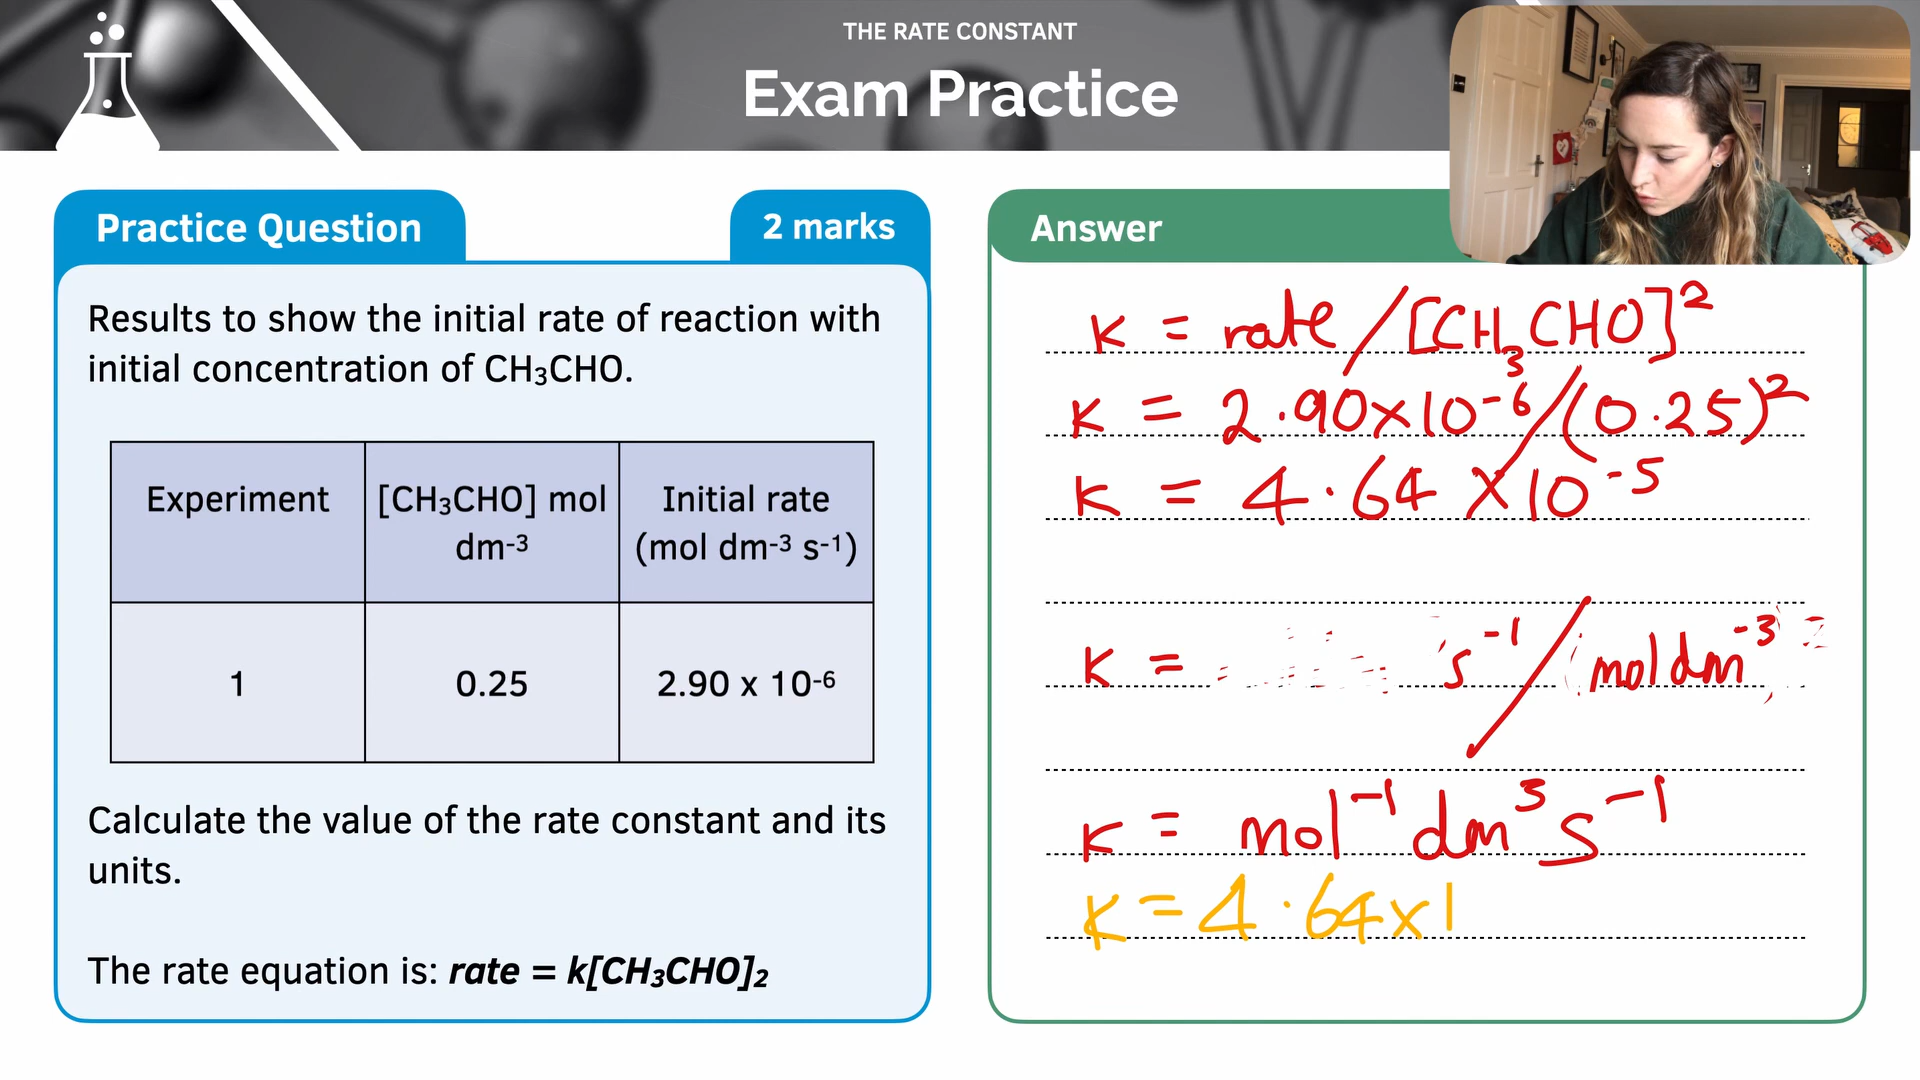 THE RATE CONSTANT
Exam Practice
Practice Question
2 marks
Results to show the initial rate of reaction with
initial concentration of CH₃CHO.
Experiment
[CH₃CHO] mol
dm⁻³
Initial rate
(mol dm⁻³ s⁻¹)
1
0.25
2.90 x 10⁻⁶
Calculate the value of the rate constant and its
units.
The rate equation is: rate = k[CH₃CHO]₂
Answer
K = rate/[CH₃CHO]²
K = 2.90×10⁻⁶/(0.25)²
K = 4.64 ×10⁻⁵
K = s⁻¹/moldm⁻³
K = mol⁻¹dm³s⁻¹
K = 4.64×1